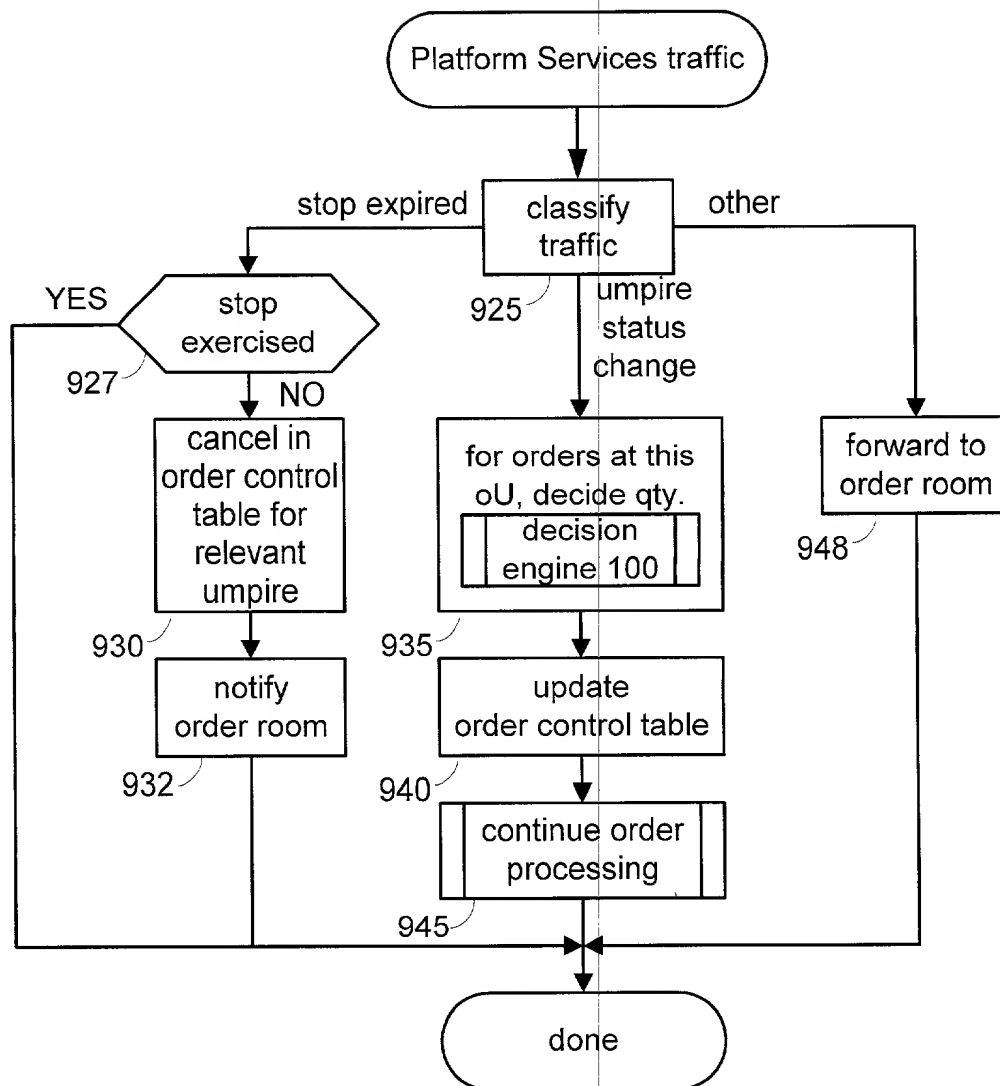 Platform Services traffic
stop expired
classify
traffic
other
925
umpire
status
change
YES
stop
exercised
927
NO
cancel in
order control
table for
relevant
umpire
930
notify
order room
932
for orders at this
oU, decide qty.
decision
engine 100
935
update
order control table
940
continue order
processing
945
forward to
order room
948
done